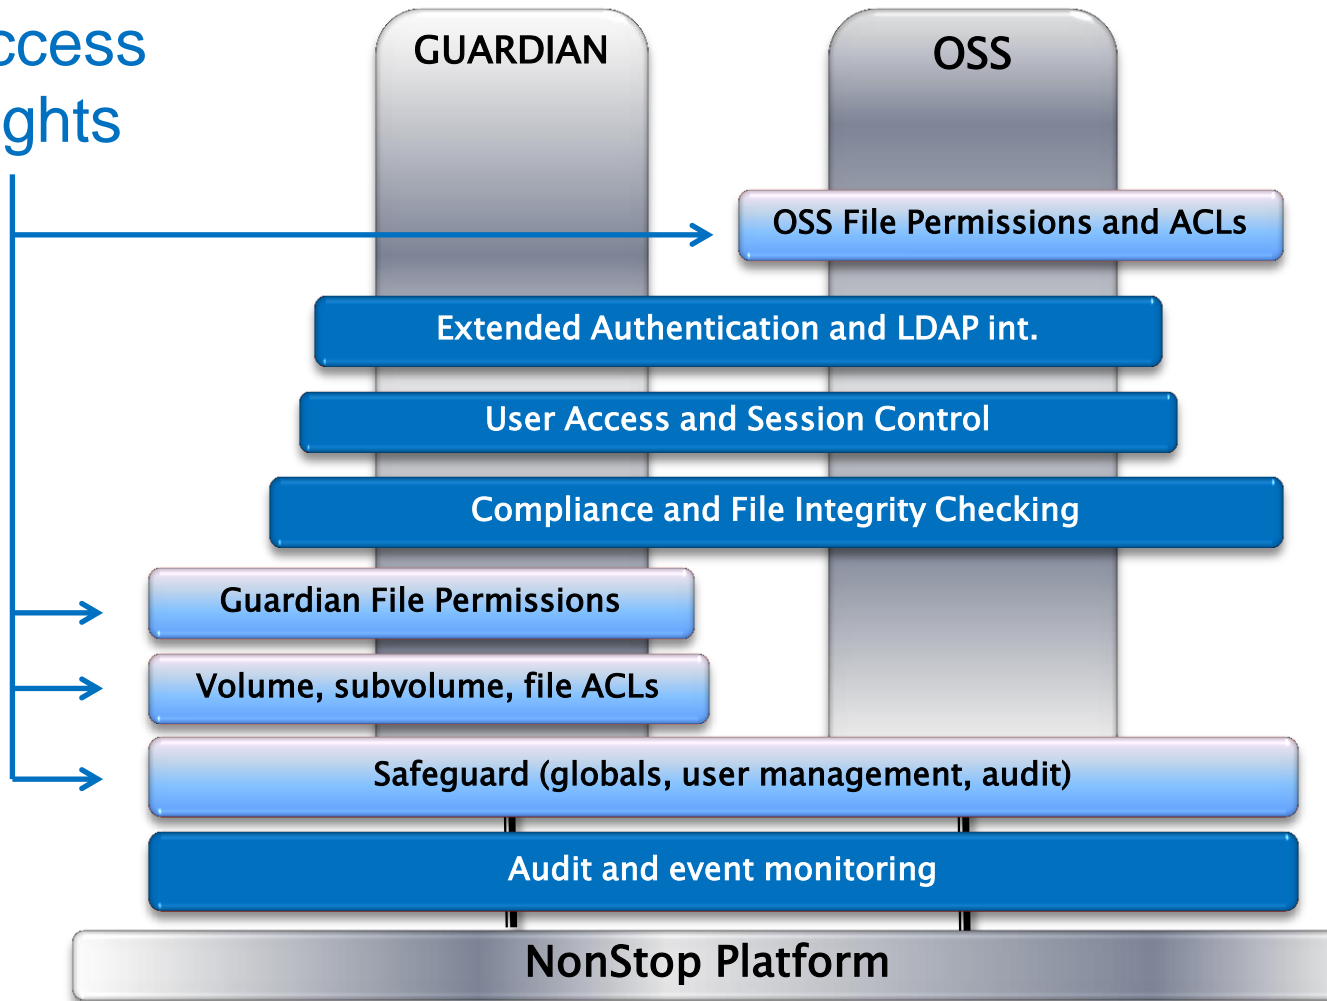 ccess
ghts
GUARDIAN
OSS
OSS File Permissions and ACLs
Extended Authentication and LDAP int.
User Access and Session Control
Compliance and File Integrity Checking
Guardian File Permissions
Volume, subvolume, file ACLs
Safeguard (globals, user management, audit)
Audit and event monitoring
NonStop Platform